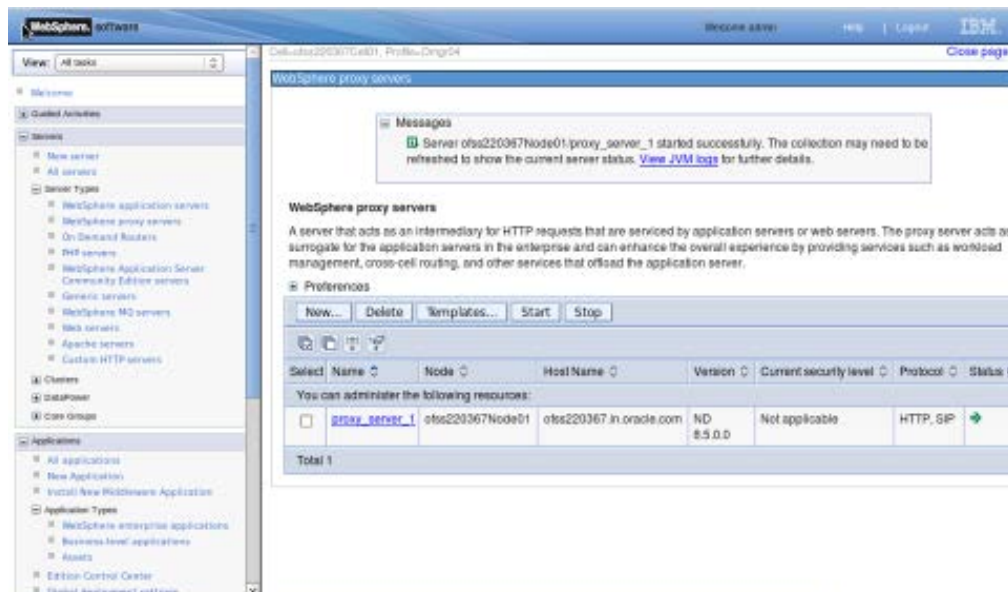 WebSphere. software
Welcome admin
Help | Logout
IBM.
View: All tasks
Cell=ofss220367Cell01, Profile=Dmgr04
Close page
Welcome
Guided Activities
Servers
New server
All servers
Server Types
WebSphere application servers
WebSphere proxy servers
On Demand Routers
PHP servers
WebSphere Application Server
Community Edition servers
Generic servers
WebSphere MQ servers
Web servers
Apache servers
Custom HTTP servers
Clusters
DataPower
Core Groups
Applications
All applications
New Application
Install New Middleware Application
Application Types
WebSphere enterprise applications
Business-level applications
Assets
Edition Control Center
Global deployment settings
WebSphere proxy servers
Messages
Server ofss220367Node01/proxy_server_1 started successfully. The collection may need to be
refreshed to show the current server status. View JVM logs for further details.
WebSphere proxy servers
A server that acts as an intermediary for HTTP requests that are serviced by application servers or web servers. The proxy server acts as
surrogate for the application servers in the enterprise and can enhance the overall experience by providing services such as workload
management, cross-cell routing, and other services that offload the application server.
Preferences
New... Delete Templates... Start Stop
Select Name Node Host Name Version Current security level Protocol Status
You can administer the following resources:
proxy_server_1 ofss220367Node01 ofss220367.in.oracle.com ND 8.5.0.0 Not applicable HTTP, SIP
Total 1